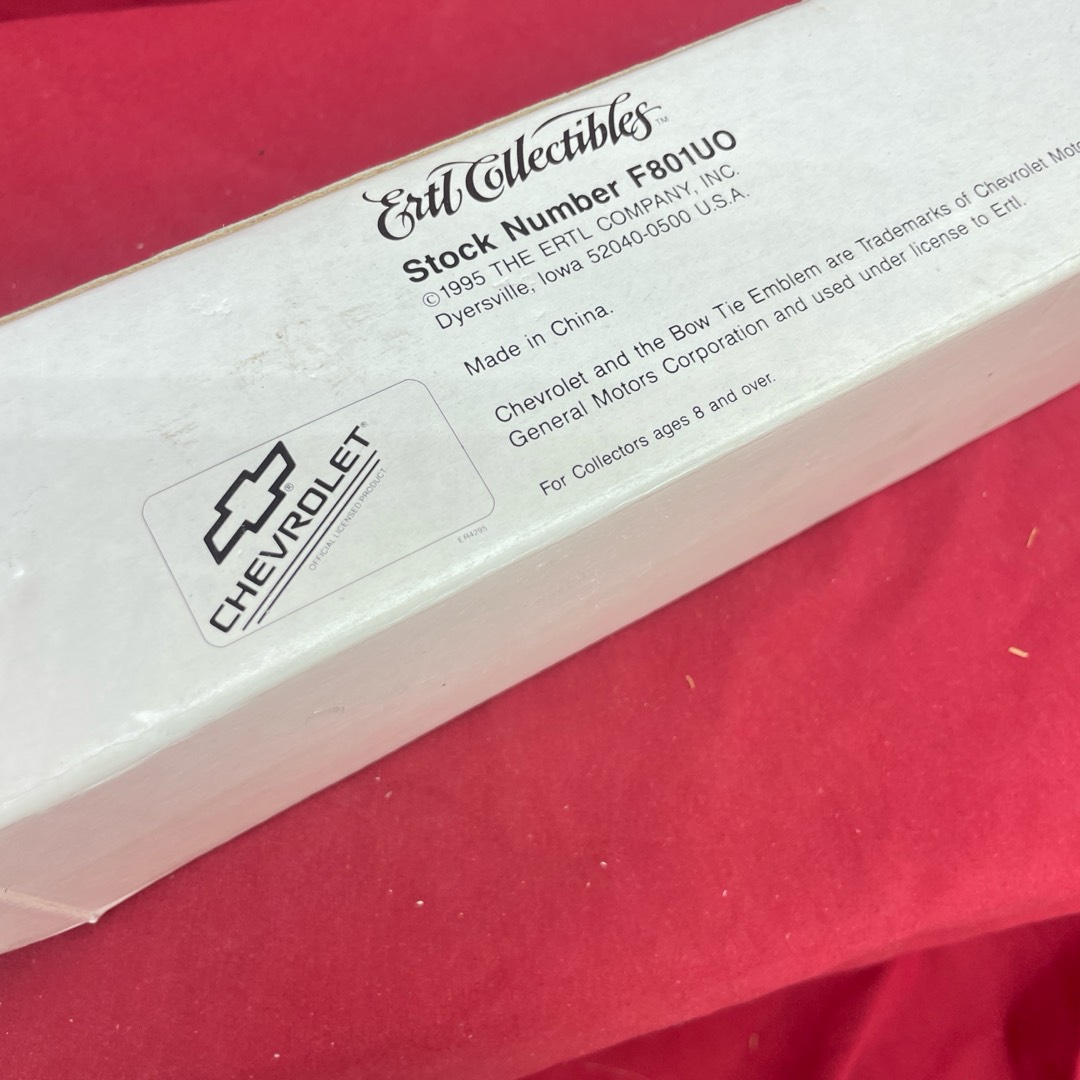 Ertl Collectibles™
Stock Number F801UO
©1995 THE ERTL COMPANY, INC.
Dyersville, Iowa 52040-0500 U.S.A.
Made in China.
Chevrolet and the Bow Tie Emblem are Trademarks of Chevrolet
General Motors Corporation and used under license to Ertl.
For Collectors ages 8 and over.
®
CHEVROLET®
OFFICIAL LICENSED PRODUCT